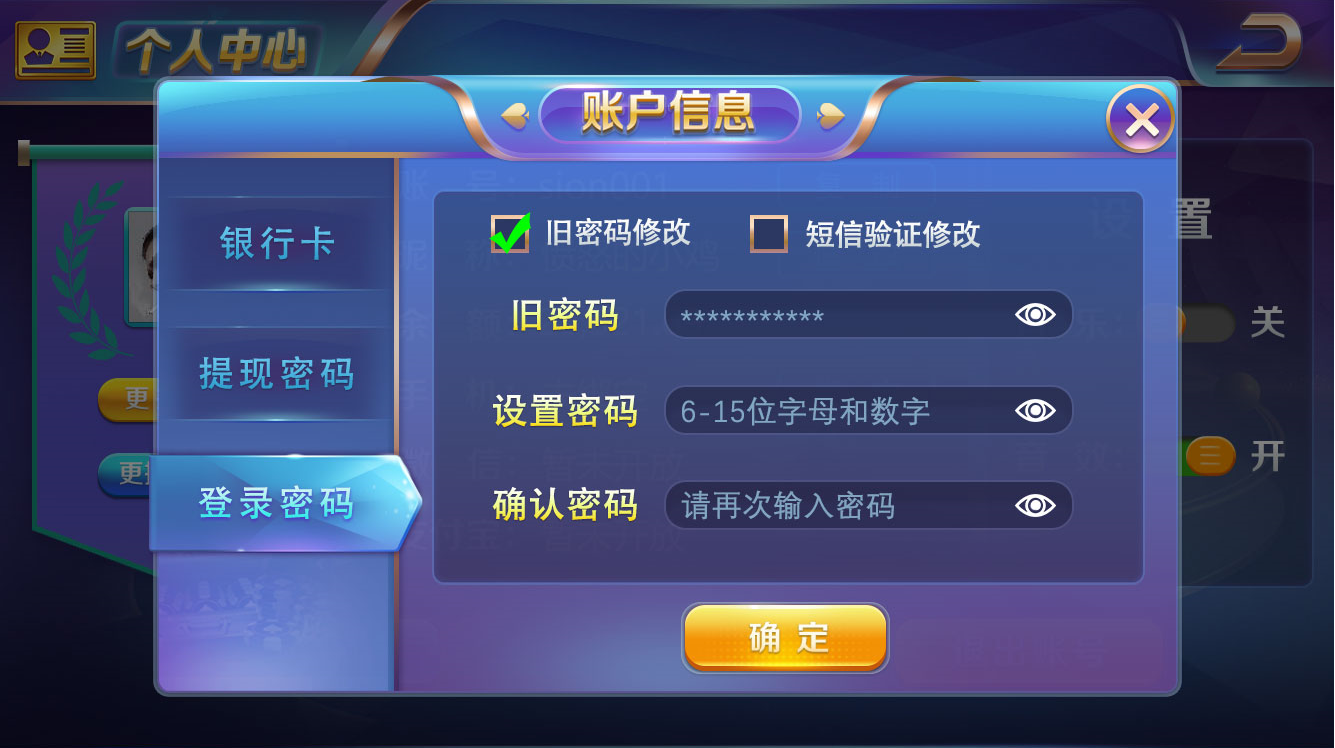 个人中心
账户信息
银行卡
提现密码
登录密码
旧密码修改
短信验证修改
旧密码
***********
设置密码
6-15位字母和数字
确认密码
请再次输入密码
确 定
设 置
关
开
更
更换